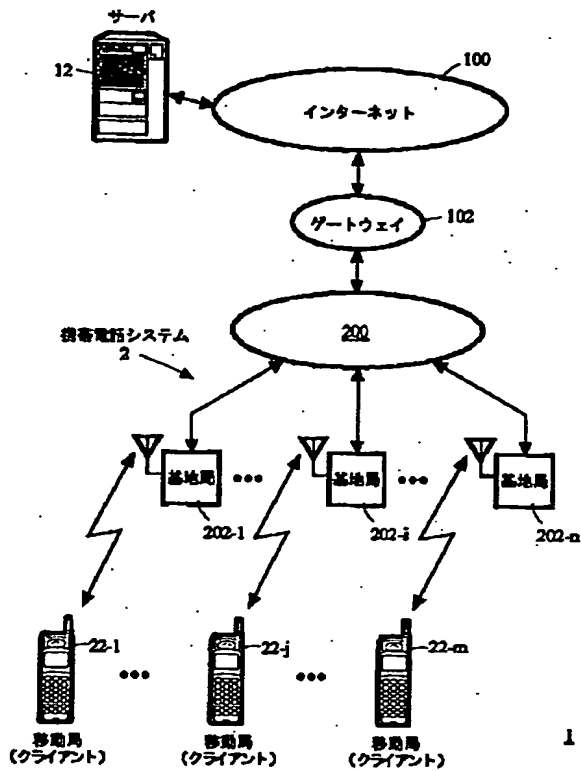 サーバ
12
100
インターネット
ゲートウェイ
102
200
携帯電話システム
2
基地局
基地局
基地局
202-1
202-i
202-n
22-1
22-j
22-m
移動局
(クライアント)
移動局
(クライアント)
移動局
(クライアント)
1